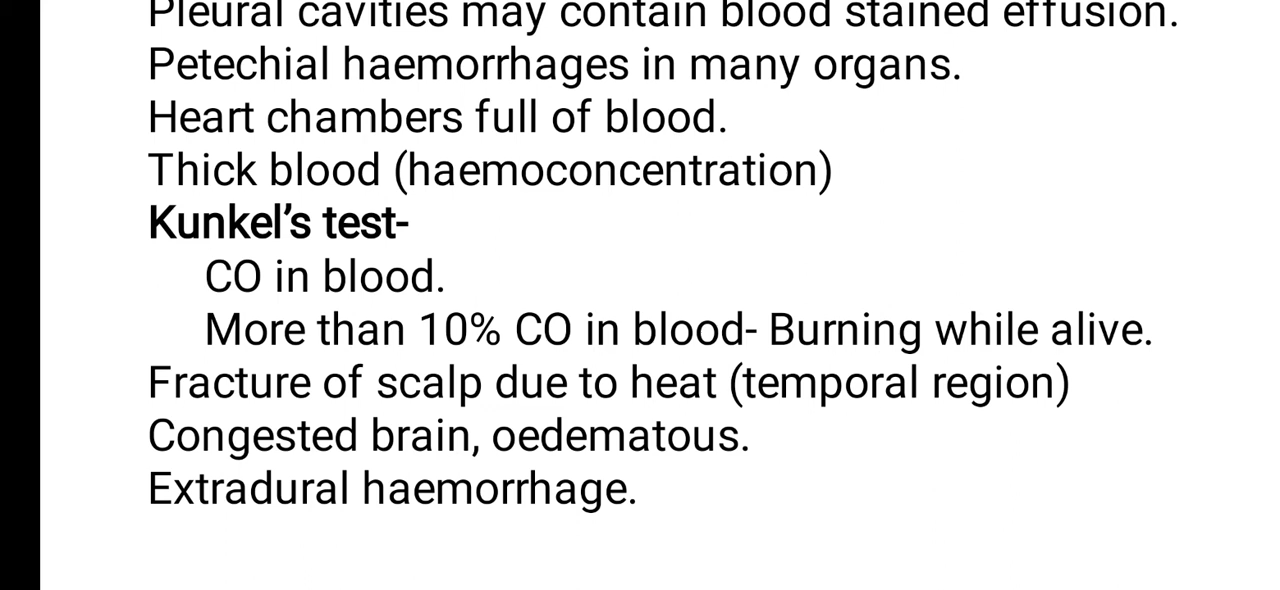 Pleural cavities may contain blood stained effusion.
Petechial haemorrhages in many organs.
Heart chambers full of blood.
Thick blood (haemoconcentration)
Kunkel’s test-
CO in blood.
More than 10% CO in blood- Burning while alive.
Fracture of scalp due to heat (temporal region)
Congested brain, oedematous.
Extradural haemorrhage.